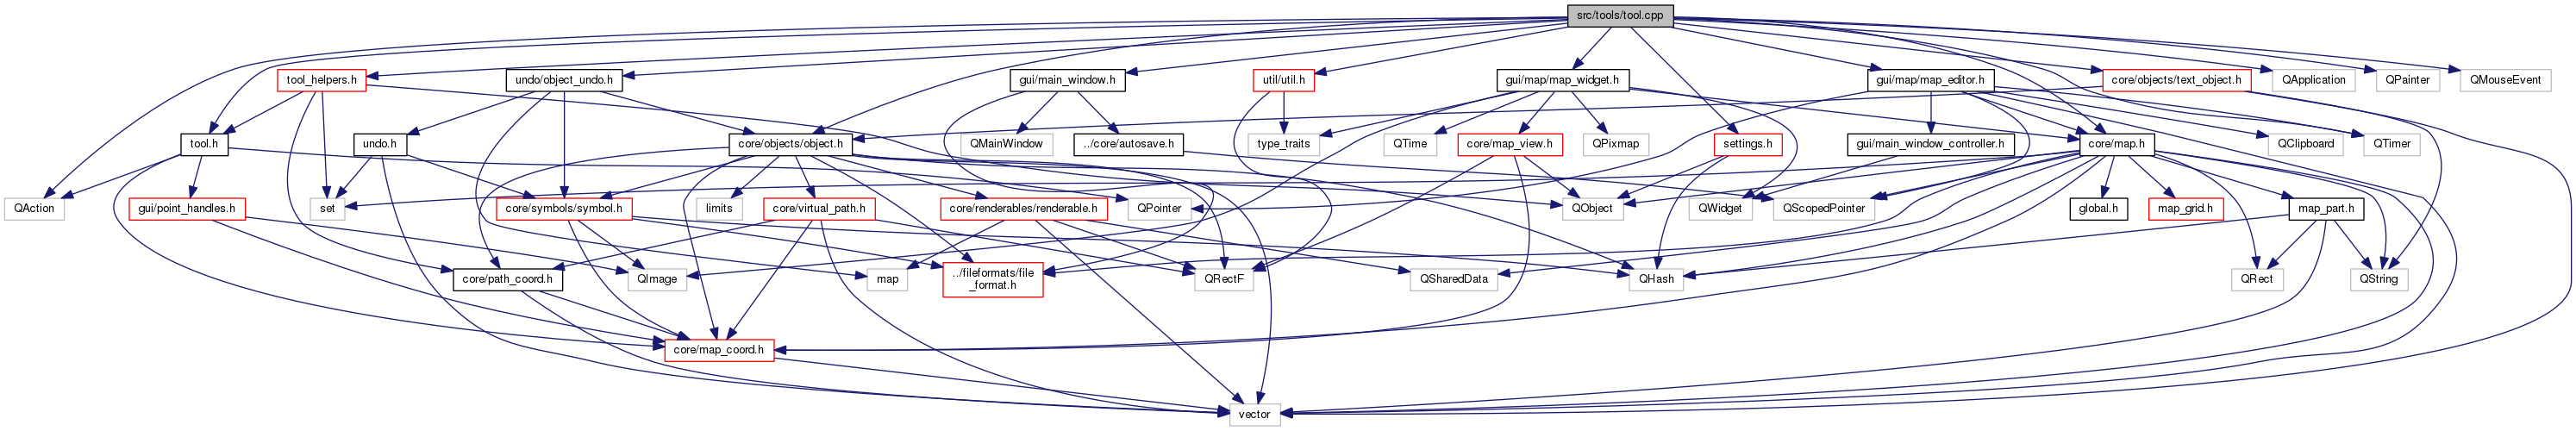 src/tools/tool.cpp
tool_helpers.h
undo/object_undo.h
gui/main_window.h
util/util.h
gui/map/map_widget.h
gui/map/map_editor.h
core/objects/text_object.h
QApplication
QPainter
QMouseEvent
tool.h
undo.h
core/objects/object.h
QMainWindow
../core/autosave.h
type_traits
QTime
core/map_view.h
QPixmap
settings.h
gui/main_window_controller.h
core/map.h
QClipboard
QTimer
QAction
gui/point_handles.h
set
core/symbols/symbol.h
limits
core/virtual_path.h
core/renderables/renderable.h
QPointer
QObject
QWidget
QScopedPointer
global.h
map_grid.h
map_part.h
core/path_coord.h
QImage
map
../fileformats/file
_format.h
QRectF
QSharedData
QHash
QRect
QString
core/map_coord.h
vector